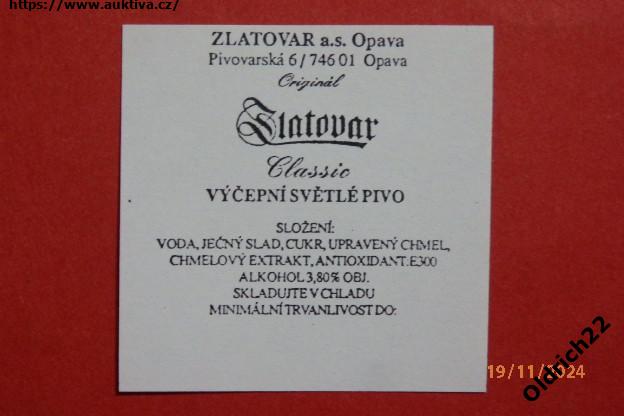 https://www.auktiva.cz/
ZLATOVAR a.s. Opava
Pivovarská 6/746 01 Opava
Originál
Zlatovar
Classic
VÝČEPNÍ SVĚTLÉ PIVO
SLOŽENÍ:
VODA, JEČNÝ SLAD, CUKR, UPRAVENÝ CHMEL,
CHMELOVÝ EXTRAKT, ANTIOXIDANT.E300
ALKOHOL 3,80% OBJ.
SKLADUJTE V CHLADU
MINIMÁLNÍ TRVANLIVOST DO:
19/11/2024
Oldrich22